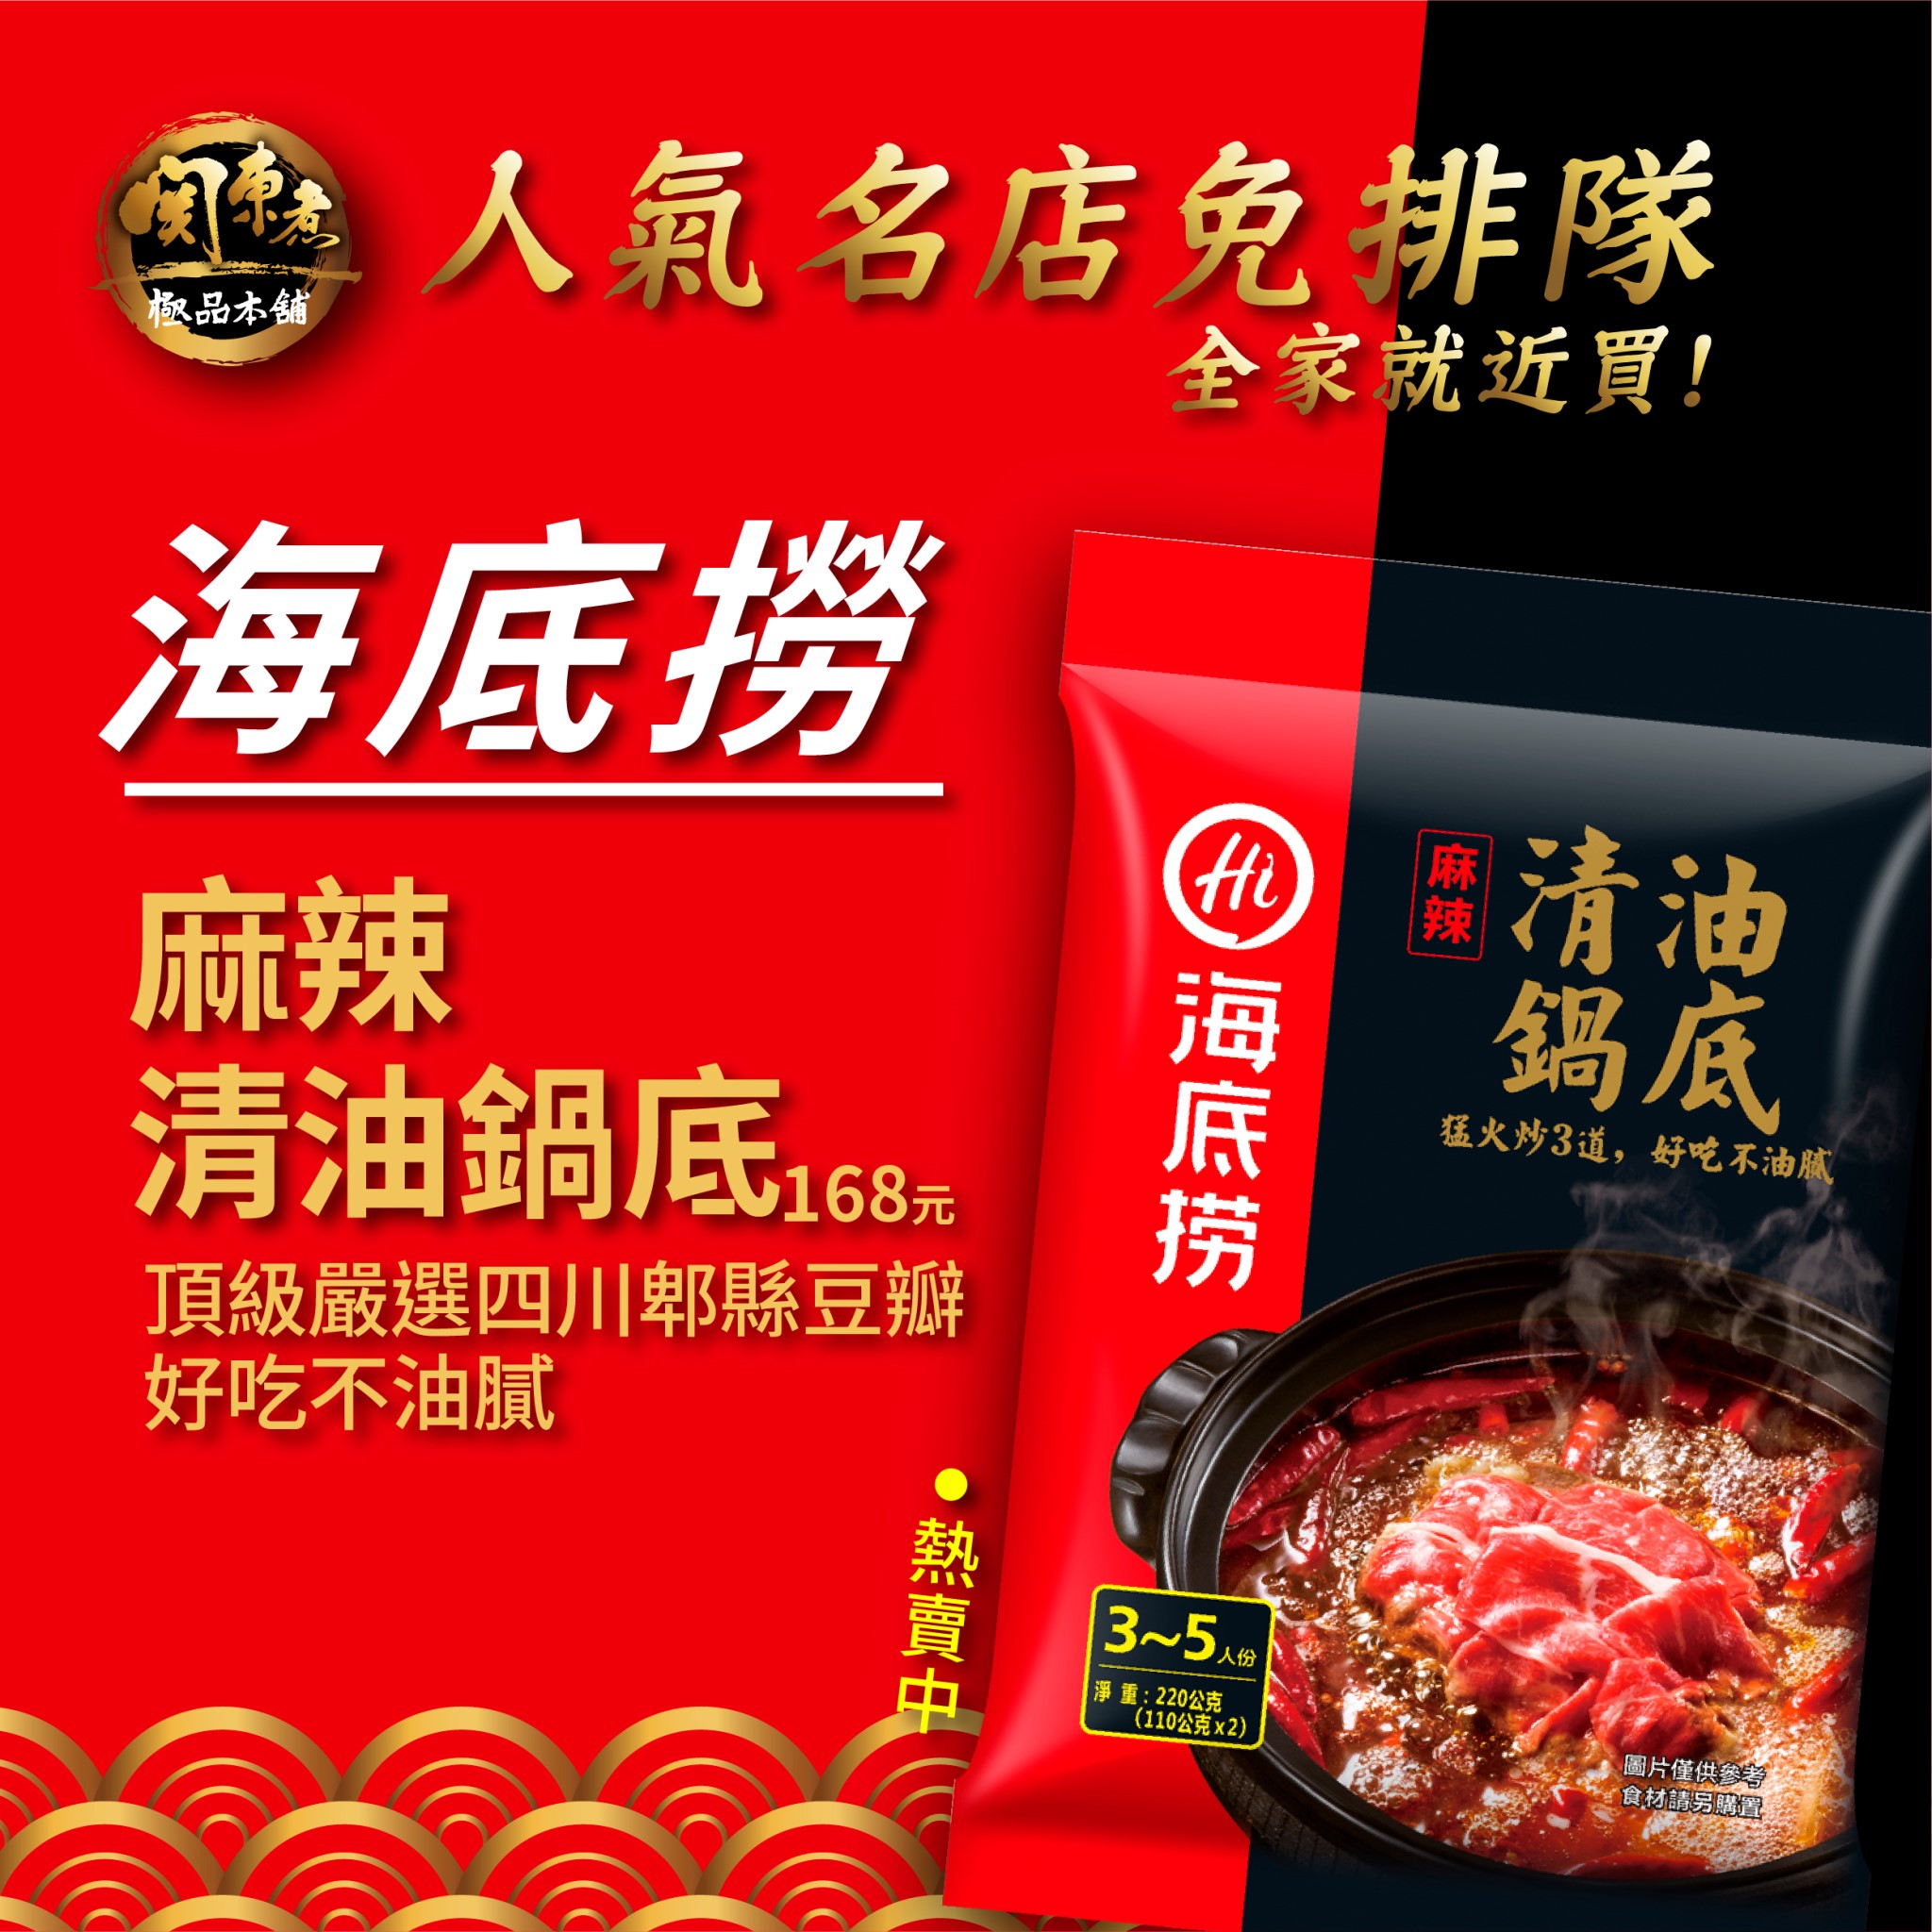 関東煮
極品本舖
人氣名店免排隊
全家就近買!
海底撈
麻辣
清油鍋底168元
頂級嚴選四川郫縣豆瓣
好吃不油膩
熱賣中
Hi
海底捞
麻辣
清油
鍋底
猛火炒3道，好吃不油膩
3~5人份
淨重:220公克
(110公克x2)
圖片僅供參考
食材請另購置